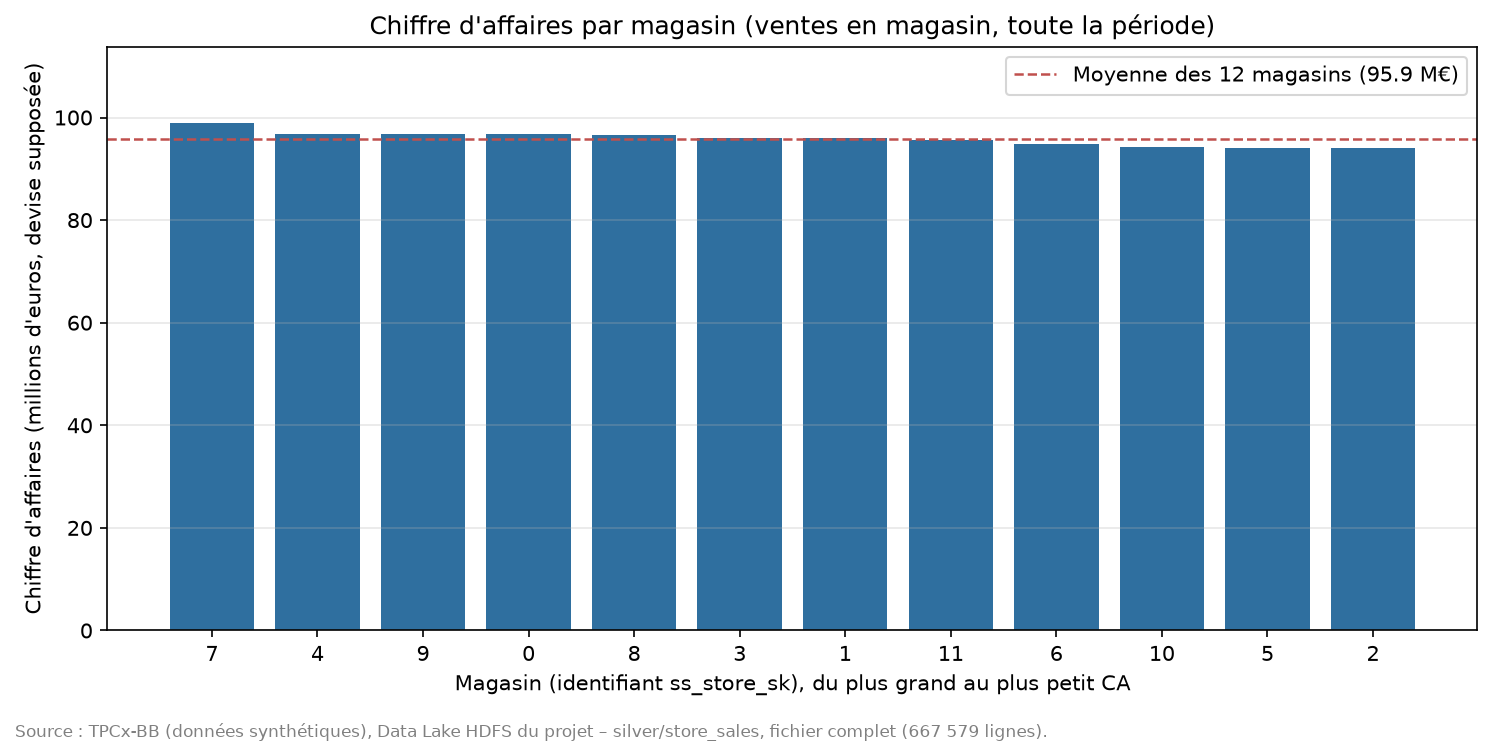 Chiffre d'affaires par magasin (ventes en magasin, toute la période)
Moyenne des 12 magasins (95.9 M€)
Chiffre d'affaires (millions d'euros, devise supposée)
100
80
60
40
20
0
7 4 9 0 8 3 1 11 6 10 5 2
Magasin (identifiant ss_store_sk), du plus grand au plus petit CA
Source : TPCx-BB (données synthétiques), Data Lake HDFS du projet – silver/store_sales, fichier complet (667 579 lignes).